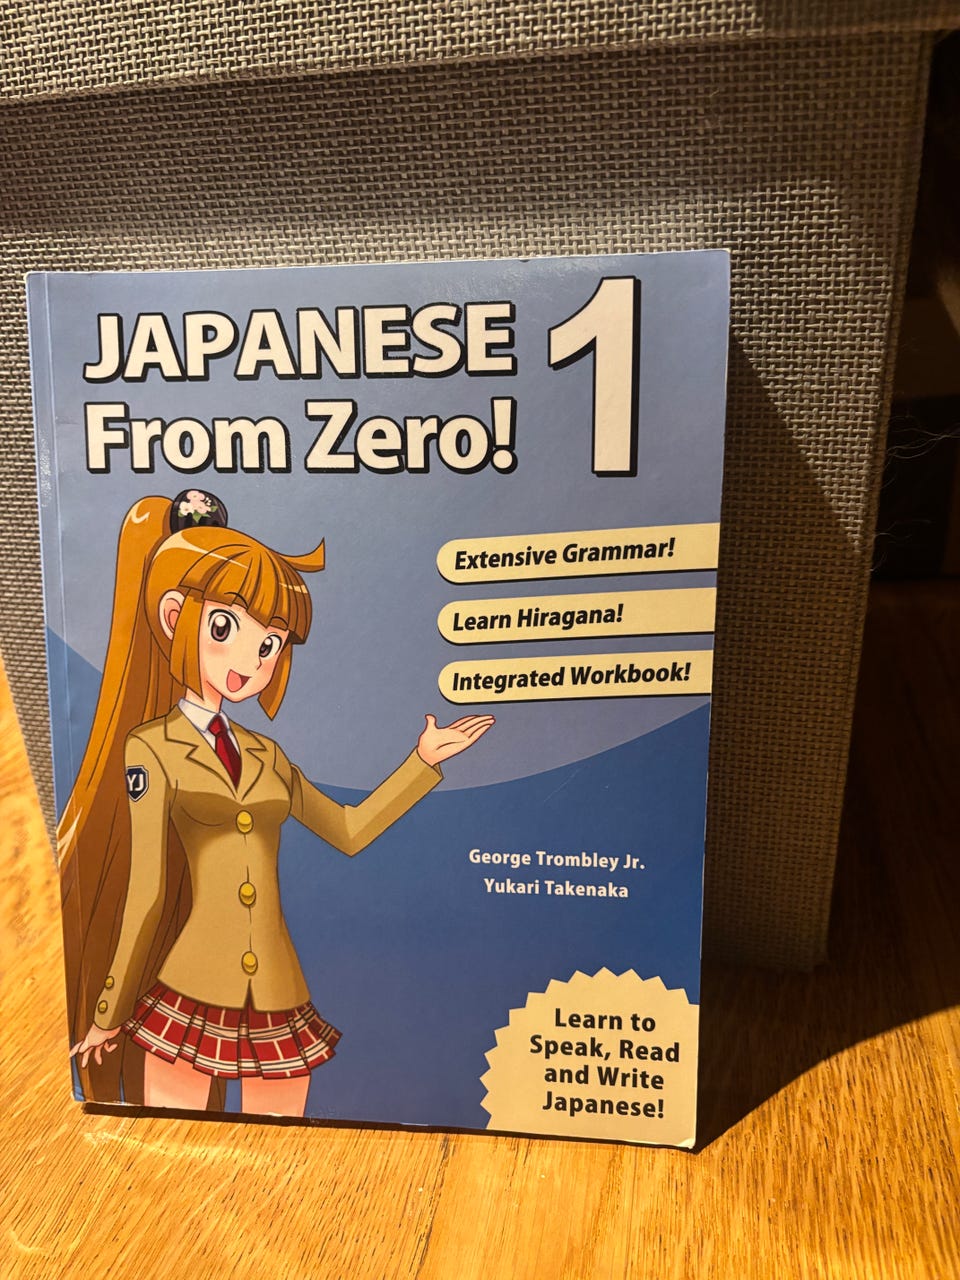 JAPANESE 1
From Zero!
Extensive Grammar!
Learn Hiragana!
Integrated Workbook!
YJ
George Trombley Jr.
Yukari Takenaka
Learn to
Speak, Read
and Write
Japanese!